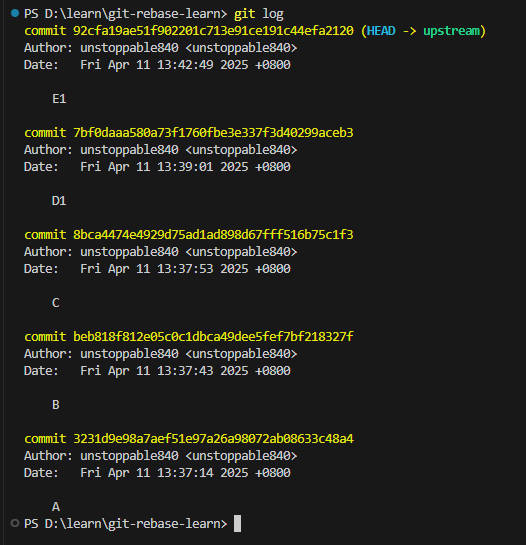 PS D:\learn\git-rebase-learn> git log
commit 92cfa19ae51f902201c713e91ce191c44efa2120 (HEAD -> upstream)
Author: unstoppable840 <unstoppable840>
Date:   Fri Apr 11 13:42:49 2025 +0800
E1
commit 7bf0daaa580a73f1760fbe3e337f3d40299aceb3
Author: unstoppable840 <unstoppable840>
Date:   Fri Apr 11 13:39:01 2025 +0800
D1
commit 8bca4474e4929d75ad1ad898d67fff516b75c1f3
Author: unstoppable840 <unstoppable840>
Date:   Fri Apr 11 13:37:53 2025 +0800
C
commit beb818f812e05c0c1dbca49dee5fef7bf218327f
Author: unstoppable840 <unstoppable840>
Date:   Fri Apr 11 13:37:43 2025 +0800
B
commit 3231d9e98a7aef51e97a26a98072ab08633c48a4
Author: unstoppable840 <unstoppable840>
Date:   Fri Apr 11 13:37:14 2025 +0800
A
PS D:\learn\git-rebase-learn>